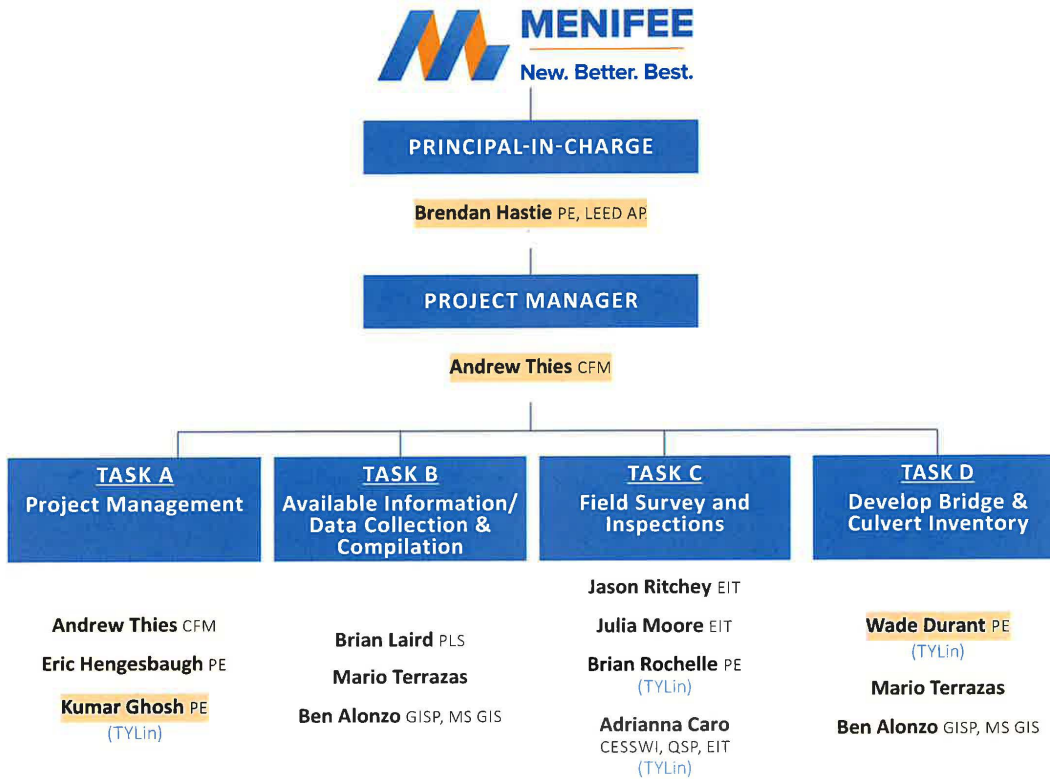 MENIFEE
New. Better. Best.
PRINCIPAL-IN-CHARGE
Brendan Hastie PE, LEED AP
PROJECT MANAGER
Andrew Thies CFM
TASK A
Project Management
Andrew Thies CFM
Eric Hengesbaugh PE
Kumar Ghosh PE
(TYLin)
TASK B
Available Information/
Data Collection &
Compilation
Brian Laird PLS
Mario Terrazas
Ben Alonzo GISP, MS GIS
TASK C
Field Survey and
Inspections
Jason Ritchey EIT
Julia Moore EIT
Brian Rochelle PE
(TYLin)
Adrianna Caro
CESSWI, QSP, EIT
(TYLin)
TASK D
Develop Bridge &
Culvert Inventory
Wade Durant PE
(TYLin)
Mario Terrazas
Ben Alonzo GISP, MS GIS